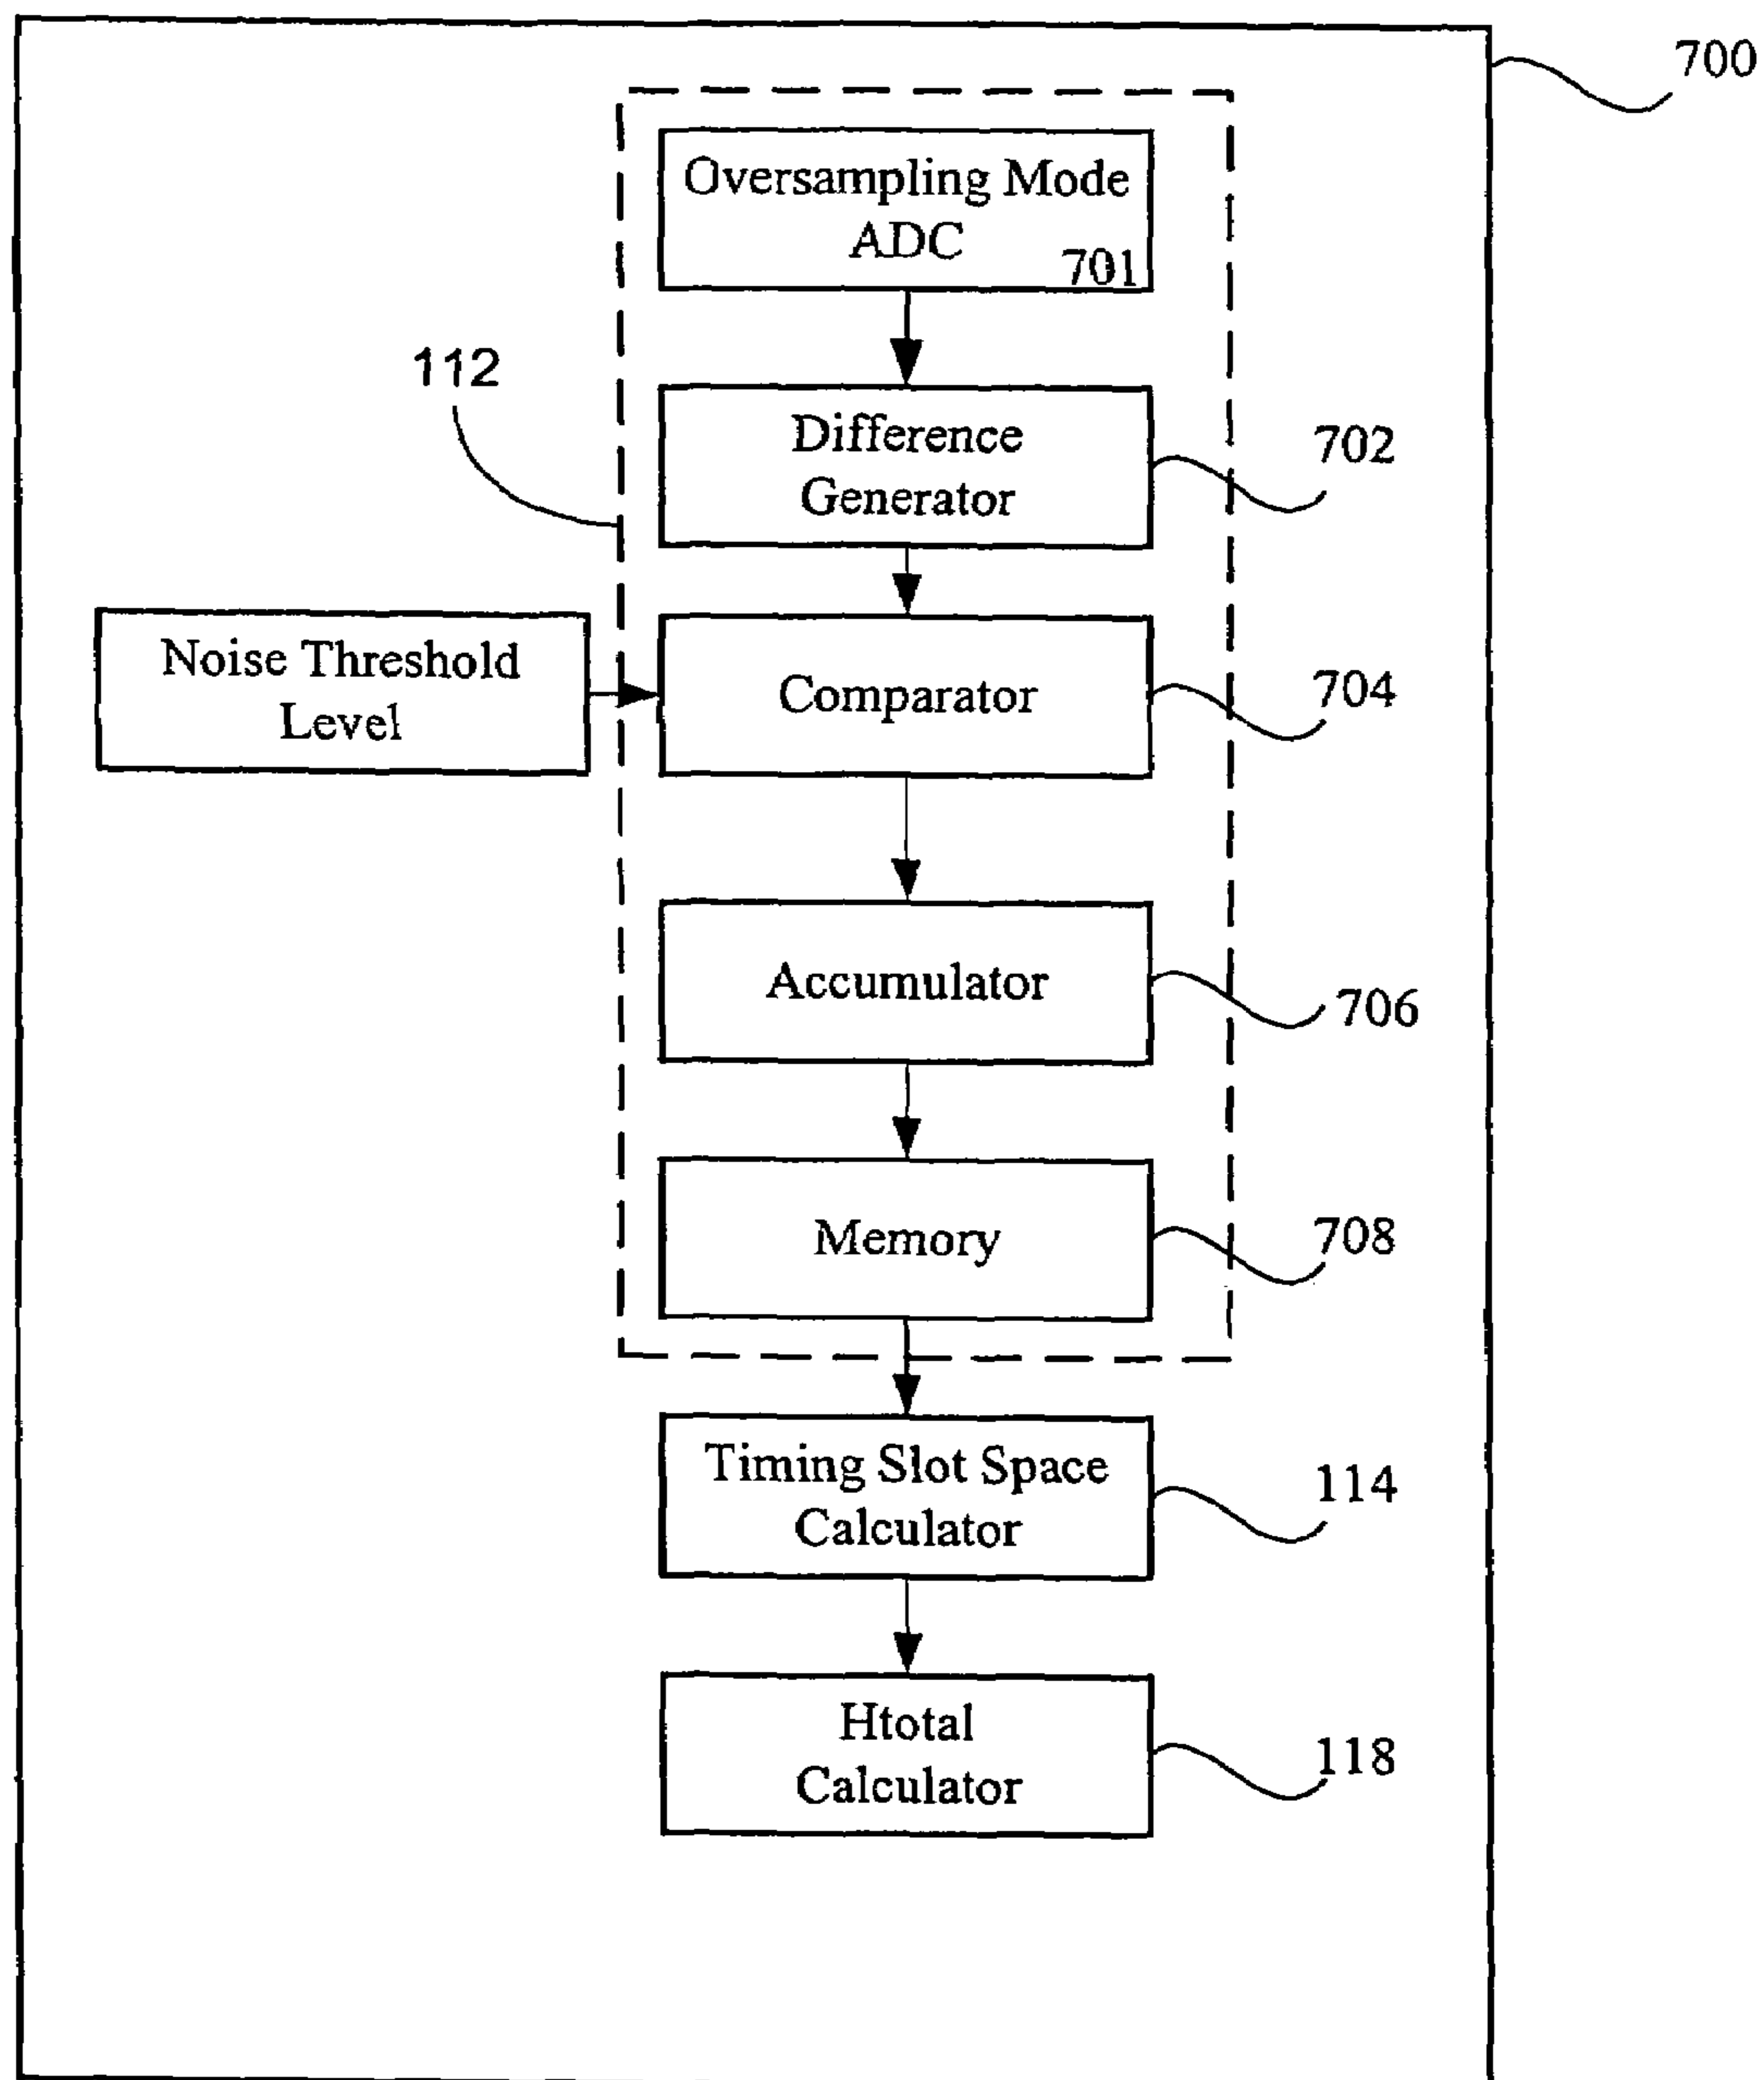 700
Oversampling Mode
ADC
701
112
Difference
Generator
702
Noise Threshold
Level
Comparator
704
Accumulator
706
Memory
708
Timing Slot Space
Calculator
114
Htotal
Calculator
118